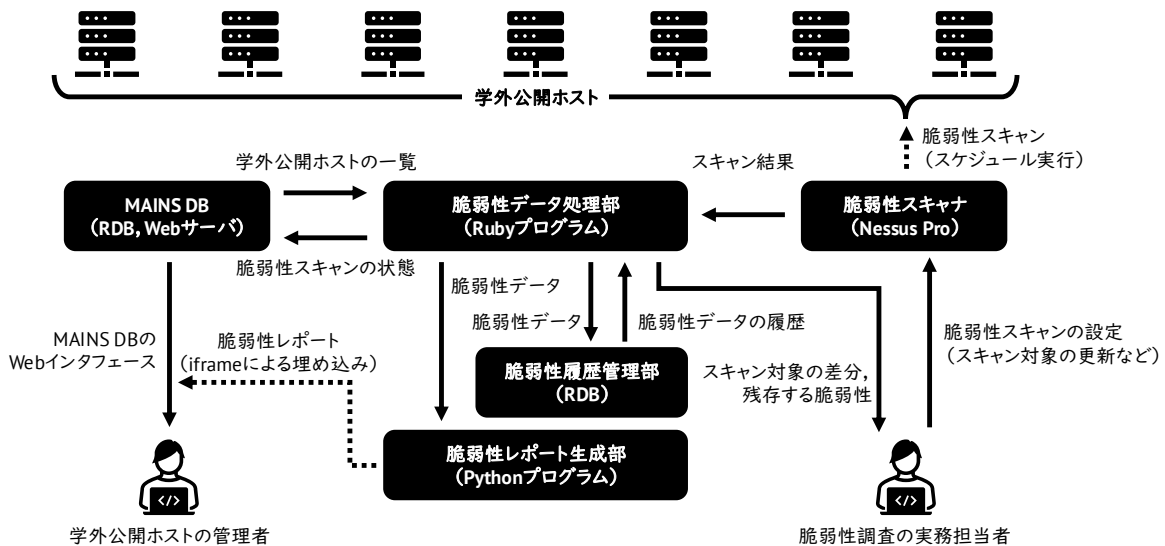 学外公開ホスト
脆弱性スキャン
（スケジュール実行）
学外公開ホストの一覧
スキャン結果
MAINS DB
（RDB, Webサーバ）
脆弱性データ処理部
（Rubyプログラム）
脆弱性スキャナ
（Nessus Pro）
脆弱性スキャンの状態
脆弱性データ
脆弱性データ
脆弱性データの履歴
MAINS DBの
Webインタフェース
脆弱性レポート
（iframeによる埋め込み）
脆弱性スキャンの設定
（スキャン対象の更新など）
脆弱性履歴管理部
（RDB）
スキャン対象の差分,
残存する脆弱性
脆弱性レポート生成部
（Pythonプログラム）
</>
</>
学外公開ホストの管理者
脆弱性調査の実務担当者